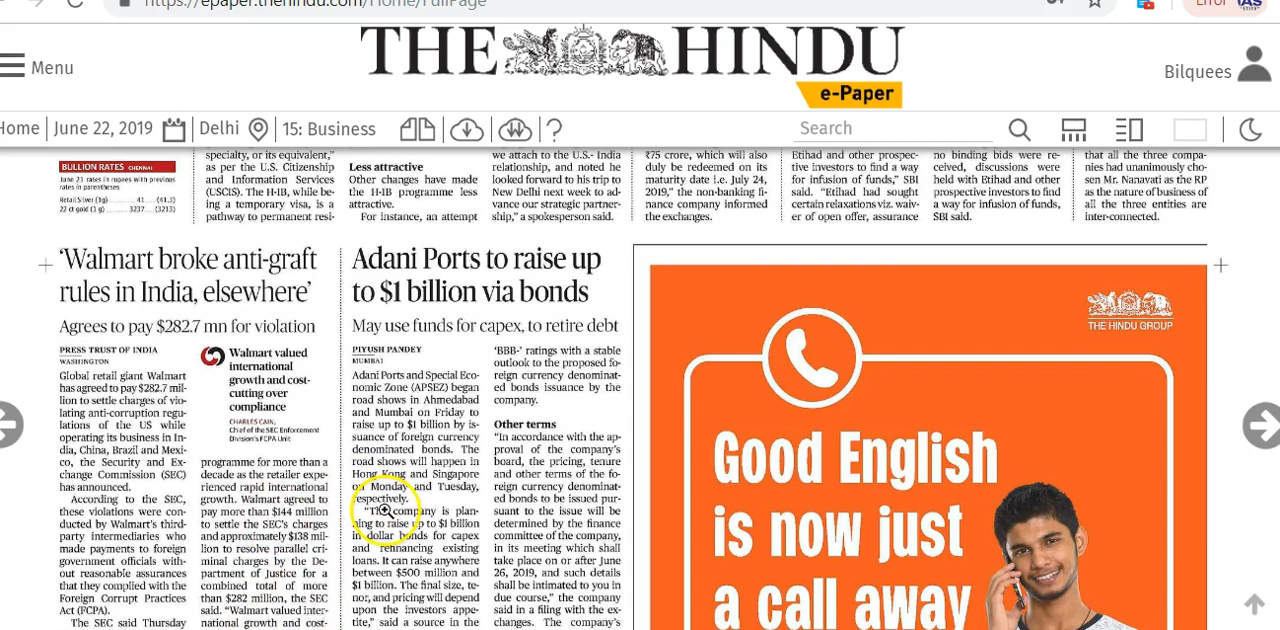 https://epaper.thehindu.com/Home/FullPage
Error
IAS
THE HINDU
e-Paper
Menu
Bilquees
Home
June 22, 2019
Delhi
15: Business
?
Search
BULLION RATES CHENNAI
June 21 rates in rupees with previous
rates in parentheses
Retail Silver (1g) ..... 41 ... (41.3)
22 ct gold (1 g) ..... 3237 ..... (3213)
specialty, or its equivalent,"
as per the U.S. Citizenship
and Information Services
(USCIS). The H-1B, while be-
ing a temporary visa, is a
pathway to permanent resi-
Less attractive
Other changes have made
the H-1B programme less
attractive.
For instance, an attempt
we attach to the U.S.- India
relationship, and noted he
looked forward to his trip to
New Delhi next week to ad-
vance our strategic partner-
ship," a spokesperson said.
₹75 crore, which will also
duly be redeemed on its
maturity date i.e. July 24,
2019," the non-banking fi-
nance company informed
the exchanges.
Etihad and other prospec-
tive investors to find a way
for infusion of funds," SBI
said. "Etihad had sought
certain relaxations viz. waiv-
er of open offer, assurance
no binding bids were re-
ceived, discussions were
held with Etihad and other
prospective investors to find
a way for infusion of funds,
SBI said.
that all the three compa-
nies had unanimously cho-
sen Mr. Nanavati as the RP
as the nature of business of
all the three entities are
inter-connected.
‘Walmart broke anti-graft
rules in India, elsewhere’
Agrees to pay $282.7 mn for violation
PRESS TRUST OF INDIA
WASHINGTON
Global retail giant Walmart
has agreed to pay $282.7 mil-
lion to settle charges of vio-
lating anti-corruption regu-
lations of the US while
operating its business in In-
dia, China, Brazil and Mexi-
co, the Security and Ex-
change Commission (SEC)
has announced.
According to the SEC,
these violations were con-
ducted by Walmart's third-
party intermediaries who
made payments to foreign
government officials with-
out reasonable assurances
that they complied with the
Foreign Corrupt Practices
Act (FCPA).
The SEC said Thursday
Walmart valued
international
growth and cost-
cutting over
compliance
CHARLES CAIN,
Chief of the SEC Enforcement
Division's FCPA Unit
programme for more than a
decade as the retailer expe-
rienced rapid international
growth. Walmart agreed to
pay more than $144 million
to settle the SEC's charges
and approximately $138 mil-
lion to resolve parallel cri-
minal charges by the De-
partment of Justice for a
combined total of more
than $282 million, the SEC
said. "Walmart valued inter-
national growth and cost-
Adani Ports to raise up
to $1 billion via bonds
May use funds for capex, to retire debt
PIYUSH PANDEY
MUMBAI
Adani Ports and Special Eco-
nomic Zone (APSEZ) began
road shows in Ahmedabad
and Mumbai on Friday to
raise up to $1 billion by is-
suance of foreign currency
denominated bonds. The
road shows will happen in
Hong Kong and Singapore
on Monday and Tuesday,
respectively.
"The company is plan-
ning to raise up to $1 billion
in dollar bonds for capex
and refinancing existing
loans. It can raise anywhere
between $500 million and
$1 billion. The final size, te-
nor, and pricing will depend
upon the investors appe-
tite," said a source in the
‘BBB-’ ratings with a stable
outlook to the proposed fo-
reign currency denominat-
ed bonds issuance by the
company.
Other terms
"In accordance with the ap-
proval of the company's
board, the pricing, tenure
and other terms of the fo-
reign currency denominat-
ed bonds to be issued pur-
suant to the issue will be
determined by the finance
committee of the company,
in its meeting which shall
take place on or after June
26, 2019, and such details
shall be intimated to you in
due course," the company
said in a filing with the ex-
changes. The company's
THE HINDU GROUP
Good English
is now just
a call away